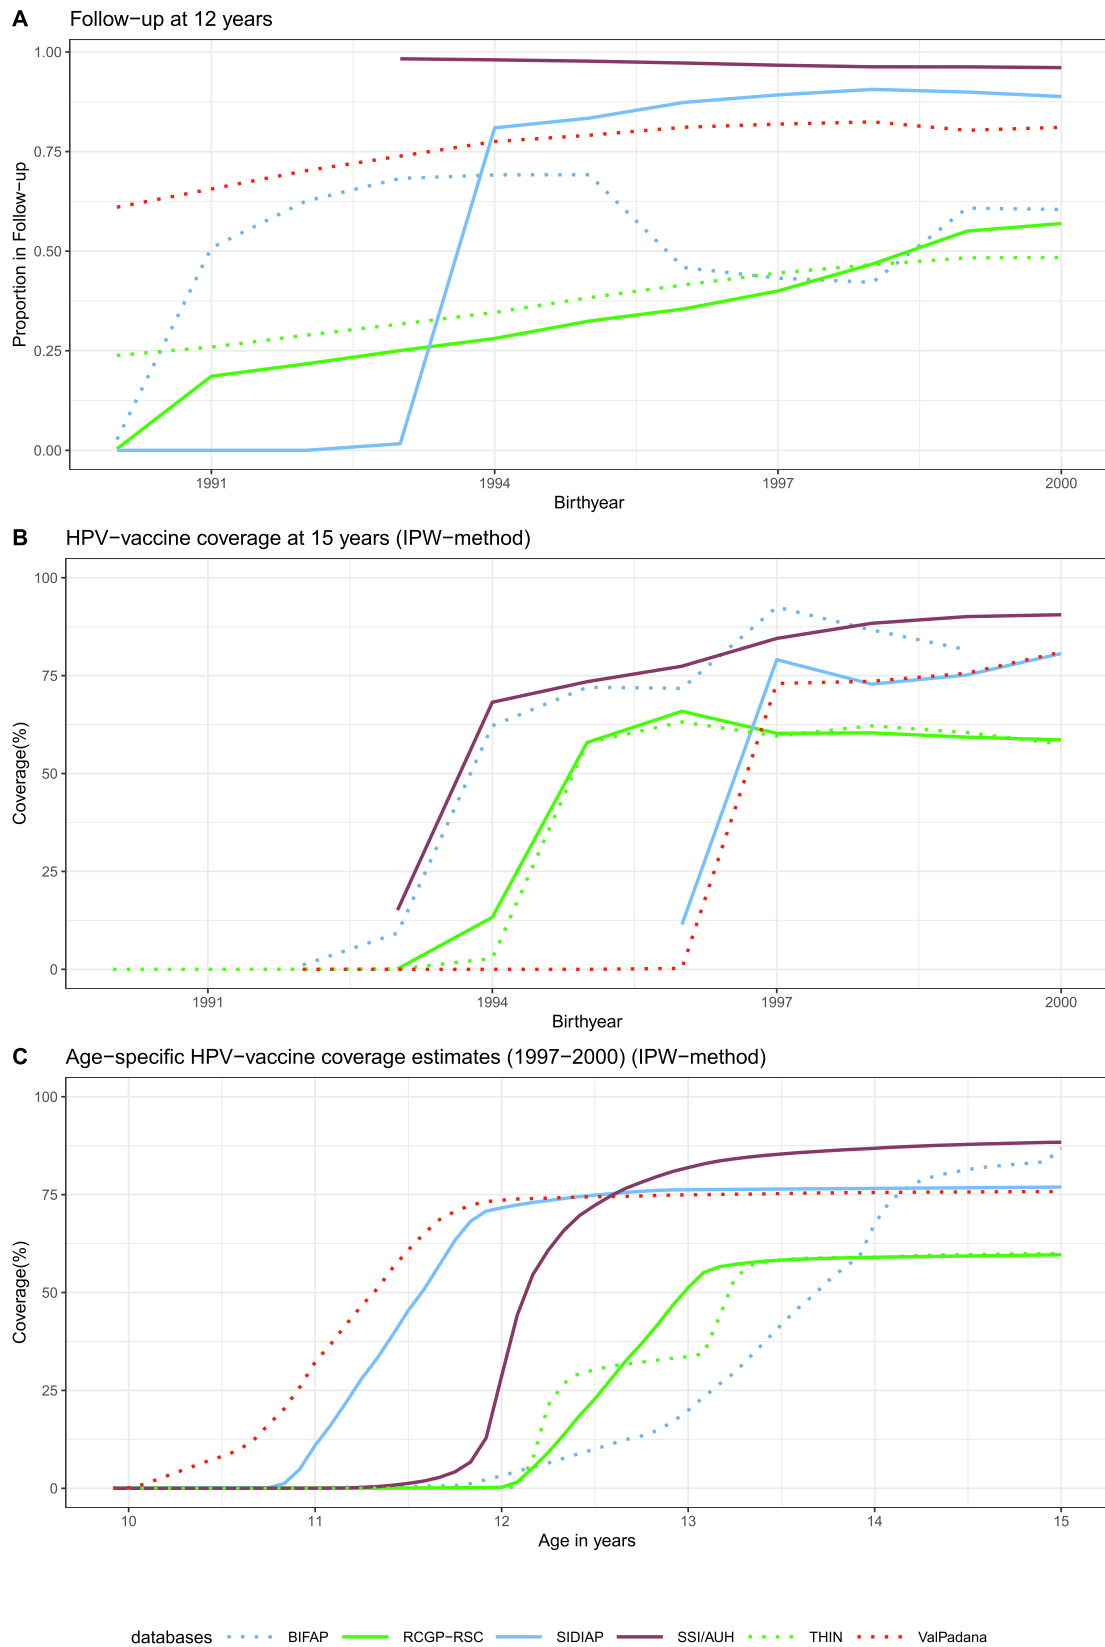 A Follow−up at 12 years
1.00
0.75
0.50
0.25
0.00
Proportion in Follow−up
1991 1994 1997 2000
Birthyear
B HPV−vaccine coverage at 15 years (IPW−method)
100
75
50
25
0
Coverage(%)
1991 1994 1997 2000
Birthyear
C Age−specific HPV−vaccine coverage estimates (1997−2000) (IPW−method)
100
75
50
25
0
Coverage(%)
10 11 12 13 14 15
Age in years
databases BIFAP RCGP−RSC SIDIAP SSI/AUH THIN ValPadana